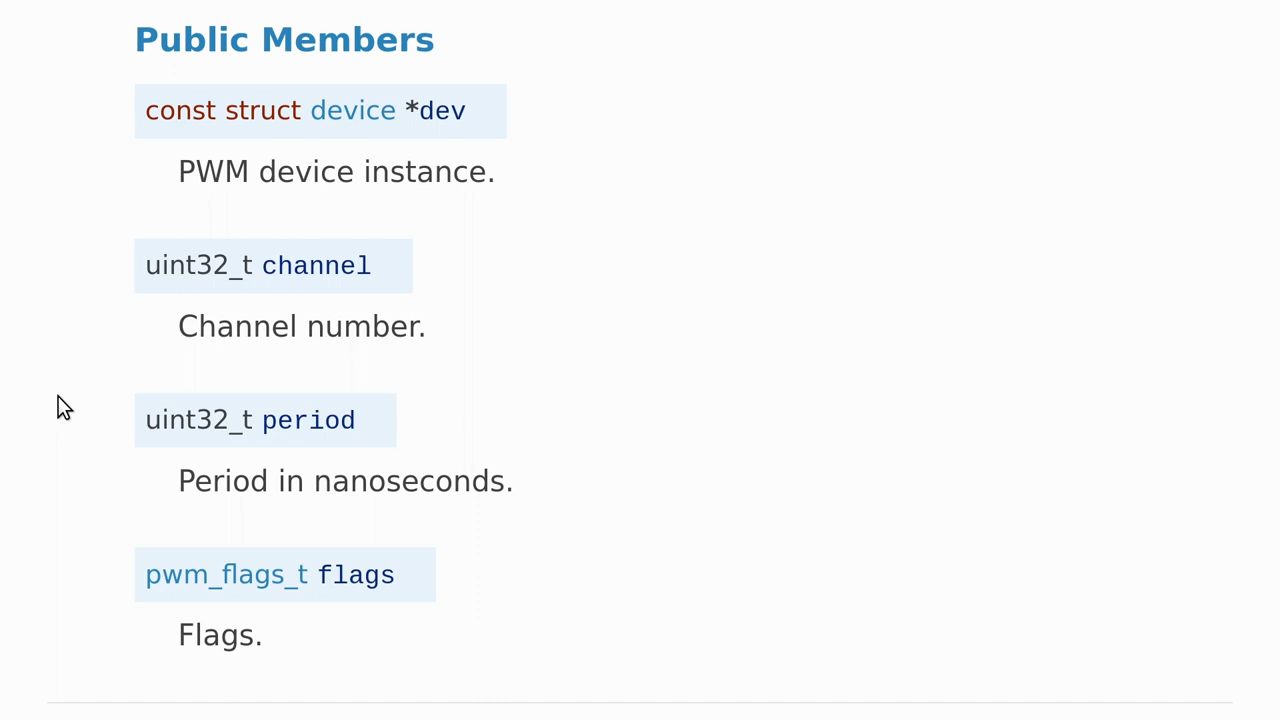 Public Members
const struct device *dev
PWM device instance.
uint32_t channel
Channel number.
uint32_t period
Period in nanoseconds.
pwm_flags_t flags
Flags.